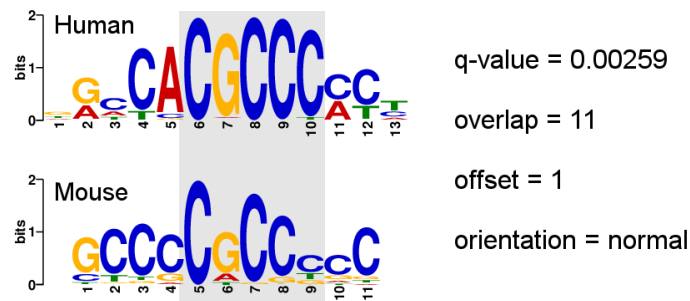 Human
bits
2
1
0
1 2 3 4 5 6 7 8 9 10 11 12 13
G A C A C T A C G C C C C A C T T C
Mouse
bits
2
1
0
1 2 3 4 5 6 7 8 9 10 11
G C C C C G A C C C C C
q-value = 0.00259
overlap = 11
offset = 1
orientation = normal